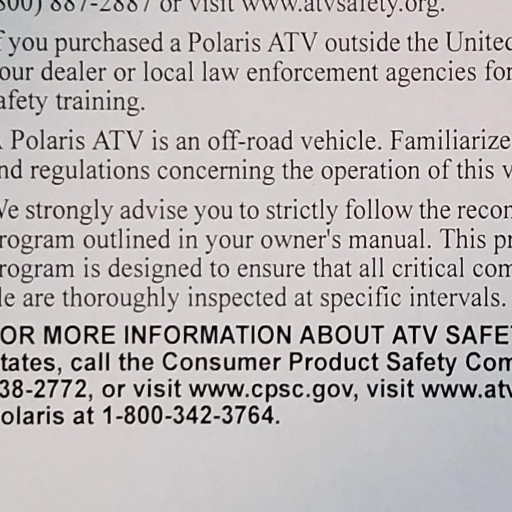 800) 887-2887 or visit www.atvsafety.org.
f you purchased a Polaris ATV outside the United
our dealer or local law enforcement agencies for
afety training.
Polaris ATV is an off-road vehicle. Familiarize
nd regulations concerning the operation of this v
We strongly advise you to strictly follow the recom
rogram outlined in your owner's manual. This pr
rogram is designed to ensure that all critical com
le are thoroughly inspected at specific intervals.
OR MORE INFORMATION ABOUT ATV SAFET
tates, call the Consumer Product Safety Com
38-2772, or visit www.cpsc.gov, visit www.atv
olaris at 1-800-342-3764.